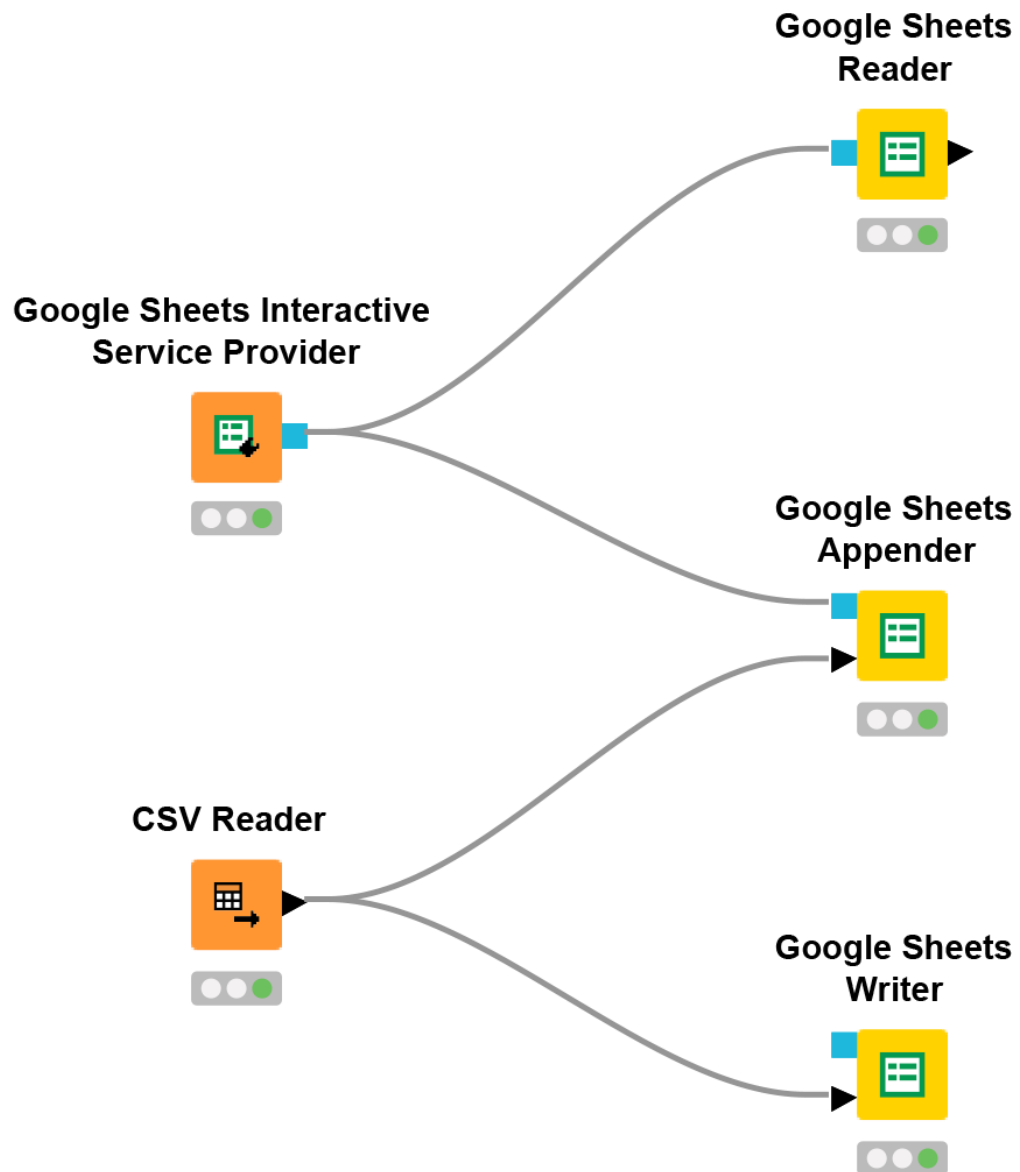 Google Sheets
Reader
Google Sheets Interactive
Service Provider
Google Sheets
Appender
CSV Reader
Google Sheets
Writer